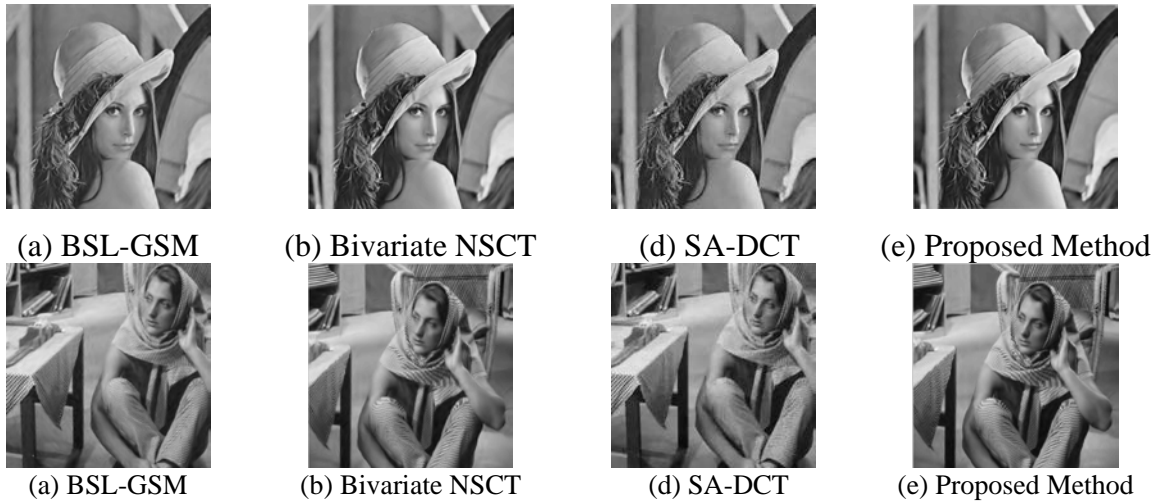 (a) BSL-GSM (b) Bivariate NSCT (d) SA-DCT (e) Proposed Method
(a) BSL-GSM (b) Bivariate NSCT (d) SA-DCT (e) Proposed Method